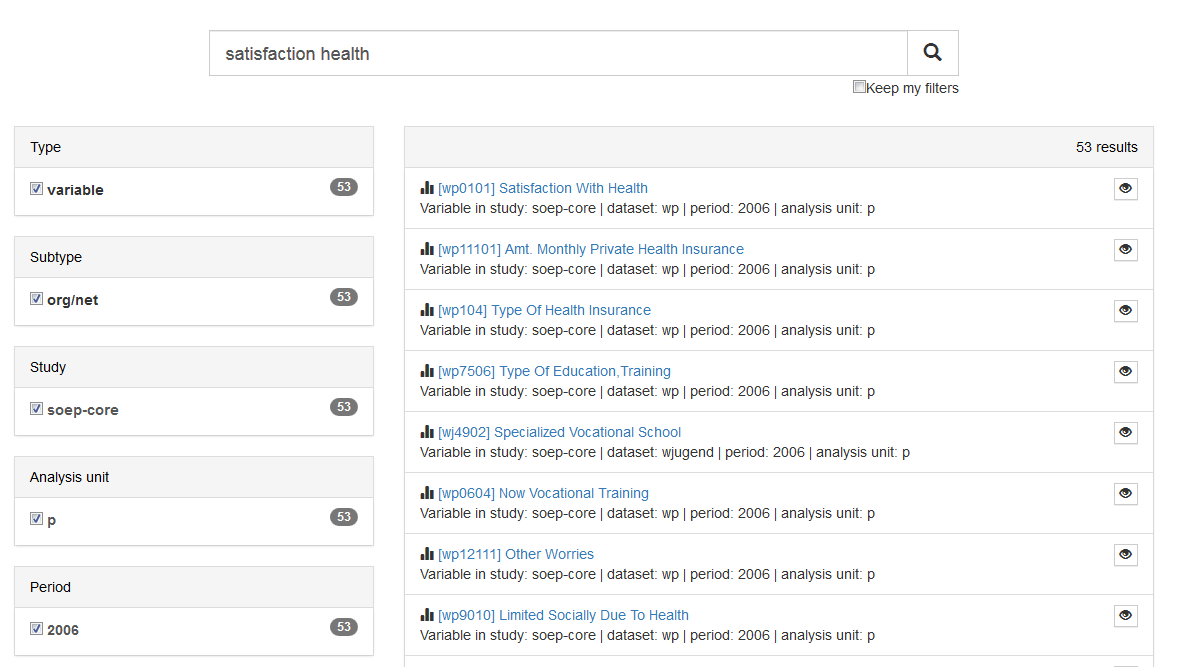 satisfaction health
Keep my filters
Type
variable 53
Subtype
org/net 53
Study
soep-core 53
Analysis unit
p 53
Period
2006 53
53 results
[wp0101] Satisfaction With Health
Variable in study: soep-core | dataset: wp | period: 2006 | analysis unit: p
[wp11101] Amt. Monthly Private Health Insurance
Variable in study: soep-core | dataset: wp | period: 2006 | analysis unit: p
[wp104] Type Of Health Insurance
Variable in study: soep-core | dataset: wp | period: 2006 | analysis unit: p
[wp7506] Type Of Education,Training
Variable in study: soep-core | dataset: wp | period: 2006 | analysis unit: p
[wj4902] Specialized Vocational School
Variable in study: soep-core | dataset: wjugend | period: 2006 | analysis unit: p
[wp0604] Now Vocational Training
Variable in study: soep-core | dataset: wp | period: 2006 | analysis unit: p
[wp12111] Other Worries
Variable in study: soep-core | dataset: wp | period: 2006 | analysis unit: p
[wp9010] Limited Socially Due To Health
Variable in study: soep-core | dataset: wp | period: 2006 | analysis unit: p